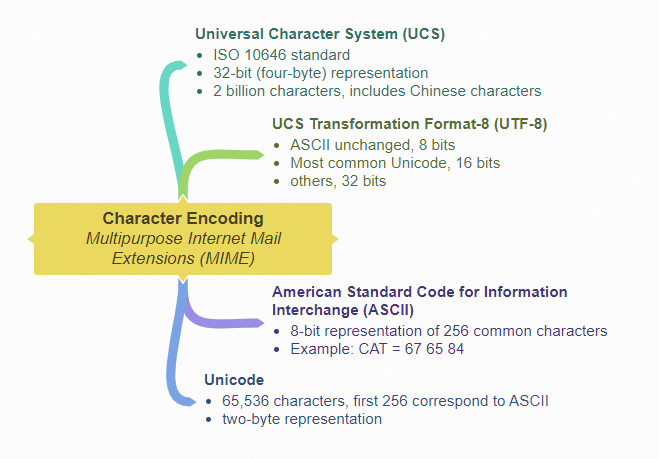 Universal Character System (UCS)
• ISO 10646 standard
• 32-bit (four-byte) representation
• 2 billion characters, includes Chinese characters
UCS Transformation Format-8 (UTF-8)
• ASCII unchanged, 8 bits
• Most common Unicode, 16 bits
• others, 32 bits
Character Encoding
Multipurpose Internet Mail
Extensions (MIME)
American Standard Code for Information
Interchange (ASCII)
• 8-bit representation of 256 common characters
• Example: CAT = 67 65 84
Unicode
• 65,536 characters, first 256 correspond to ASCII
• two-byte representation